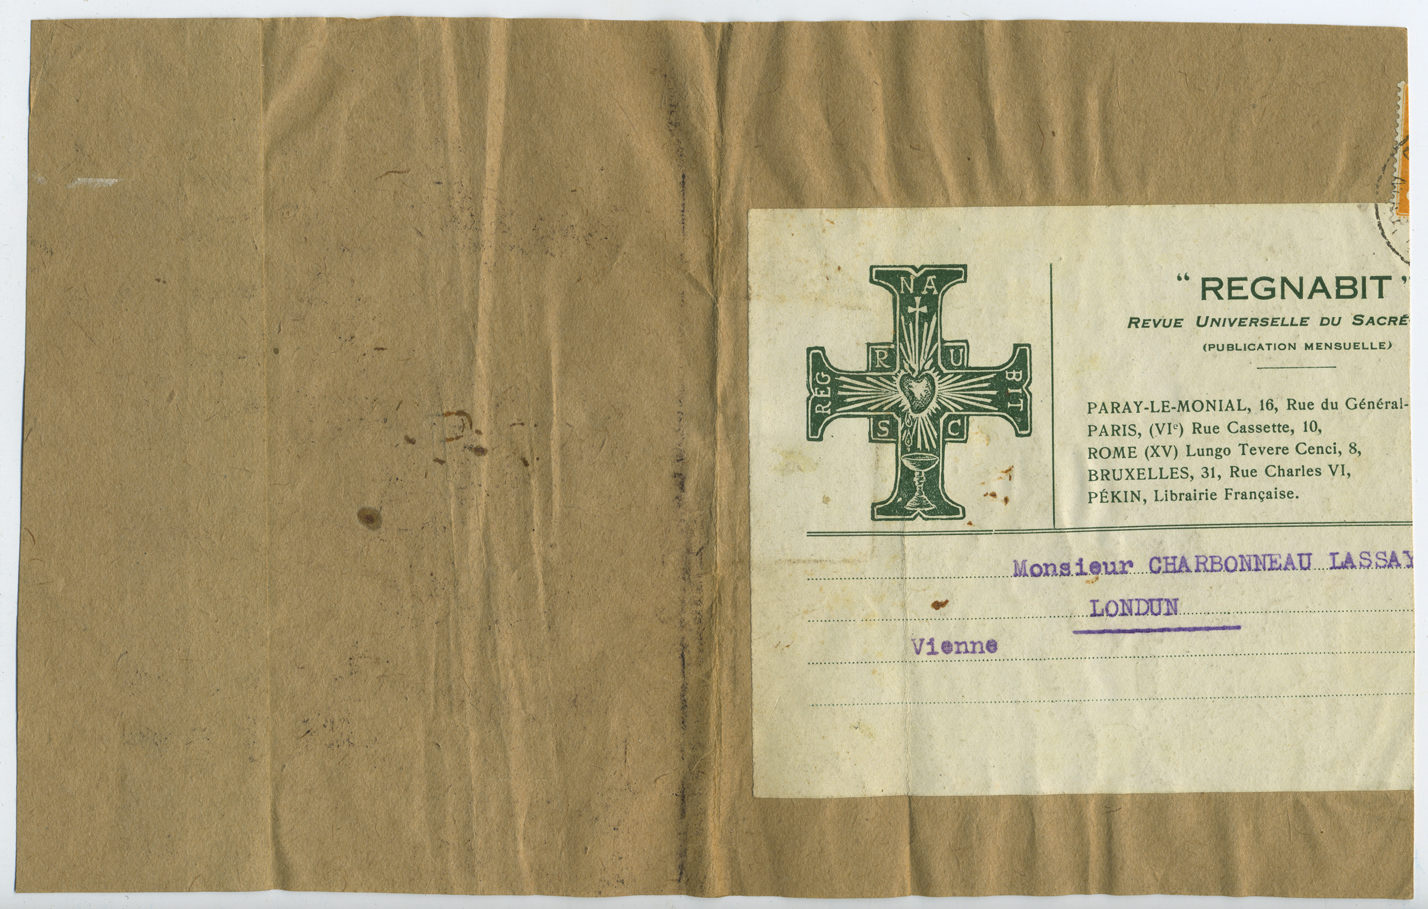 NA
R U
REG BIT
S C
“ REGNABIT ”
REVUE UNIVERSELLE DU SACRÉ-
(PUBLICATION MENSUELLE)
PARAY-LE-MONIAL, 16, Rue du Général-
PARIS, (VIᵉ) Rue Cassette, 10,
ROME (XV) Lungo Tevere Cenci, 8,
BRUXELLES, 31, Rue Charles VI,
PÉKIN, Librairie Française.
Monsieur CHARBONNEAU LASSAY
LONDUN
Vienne